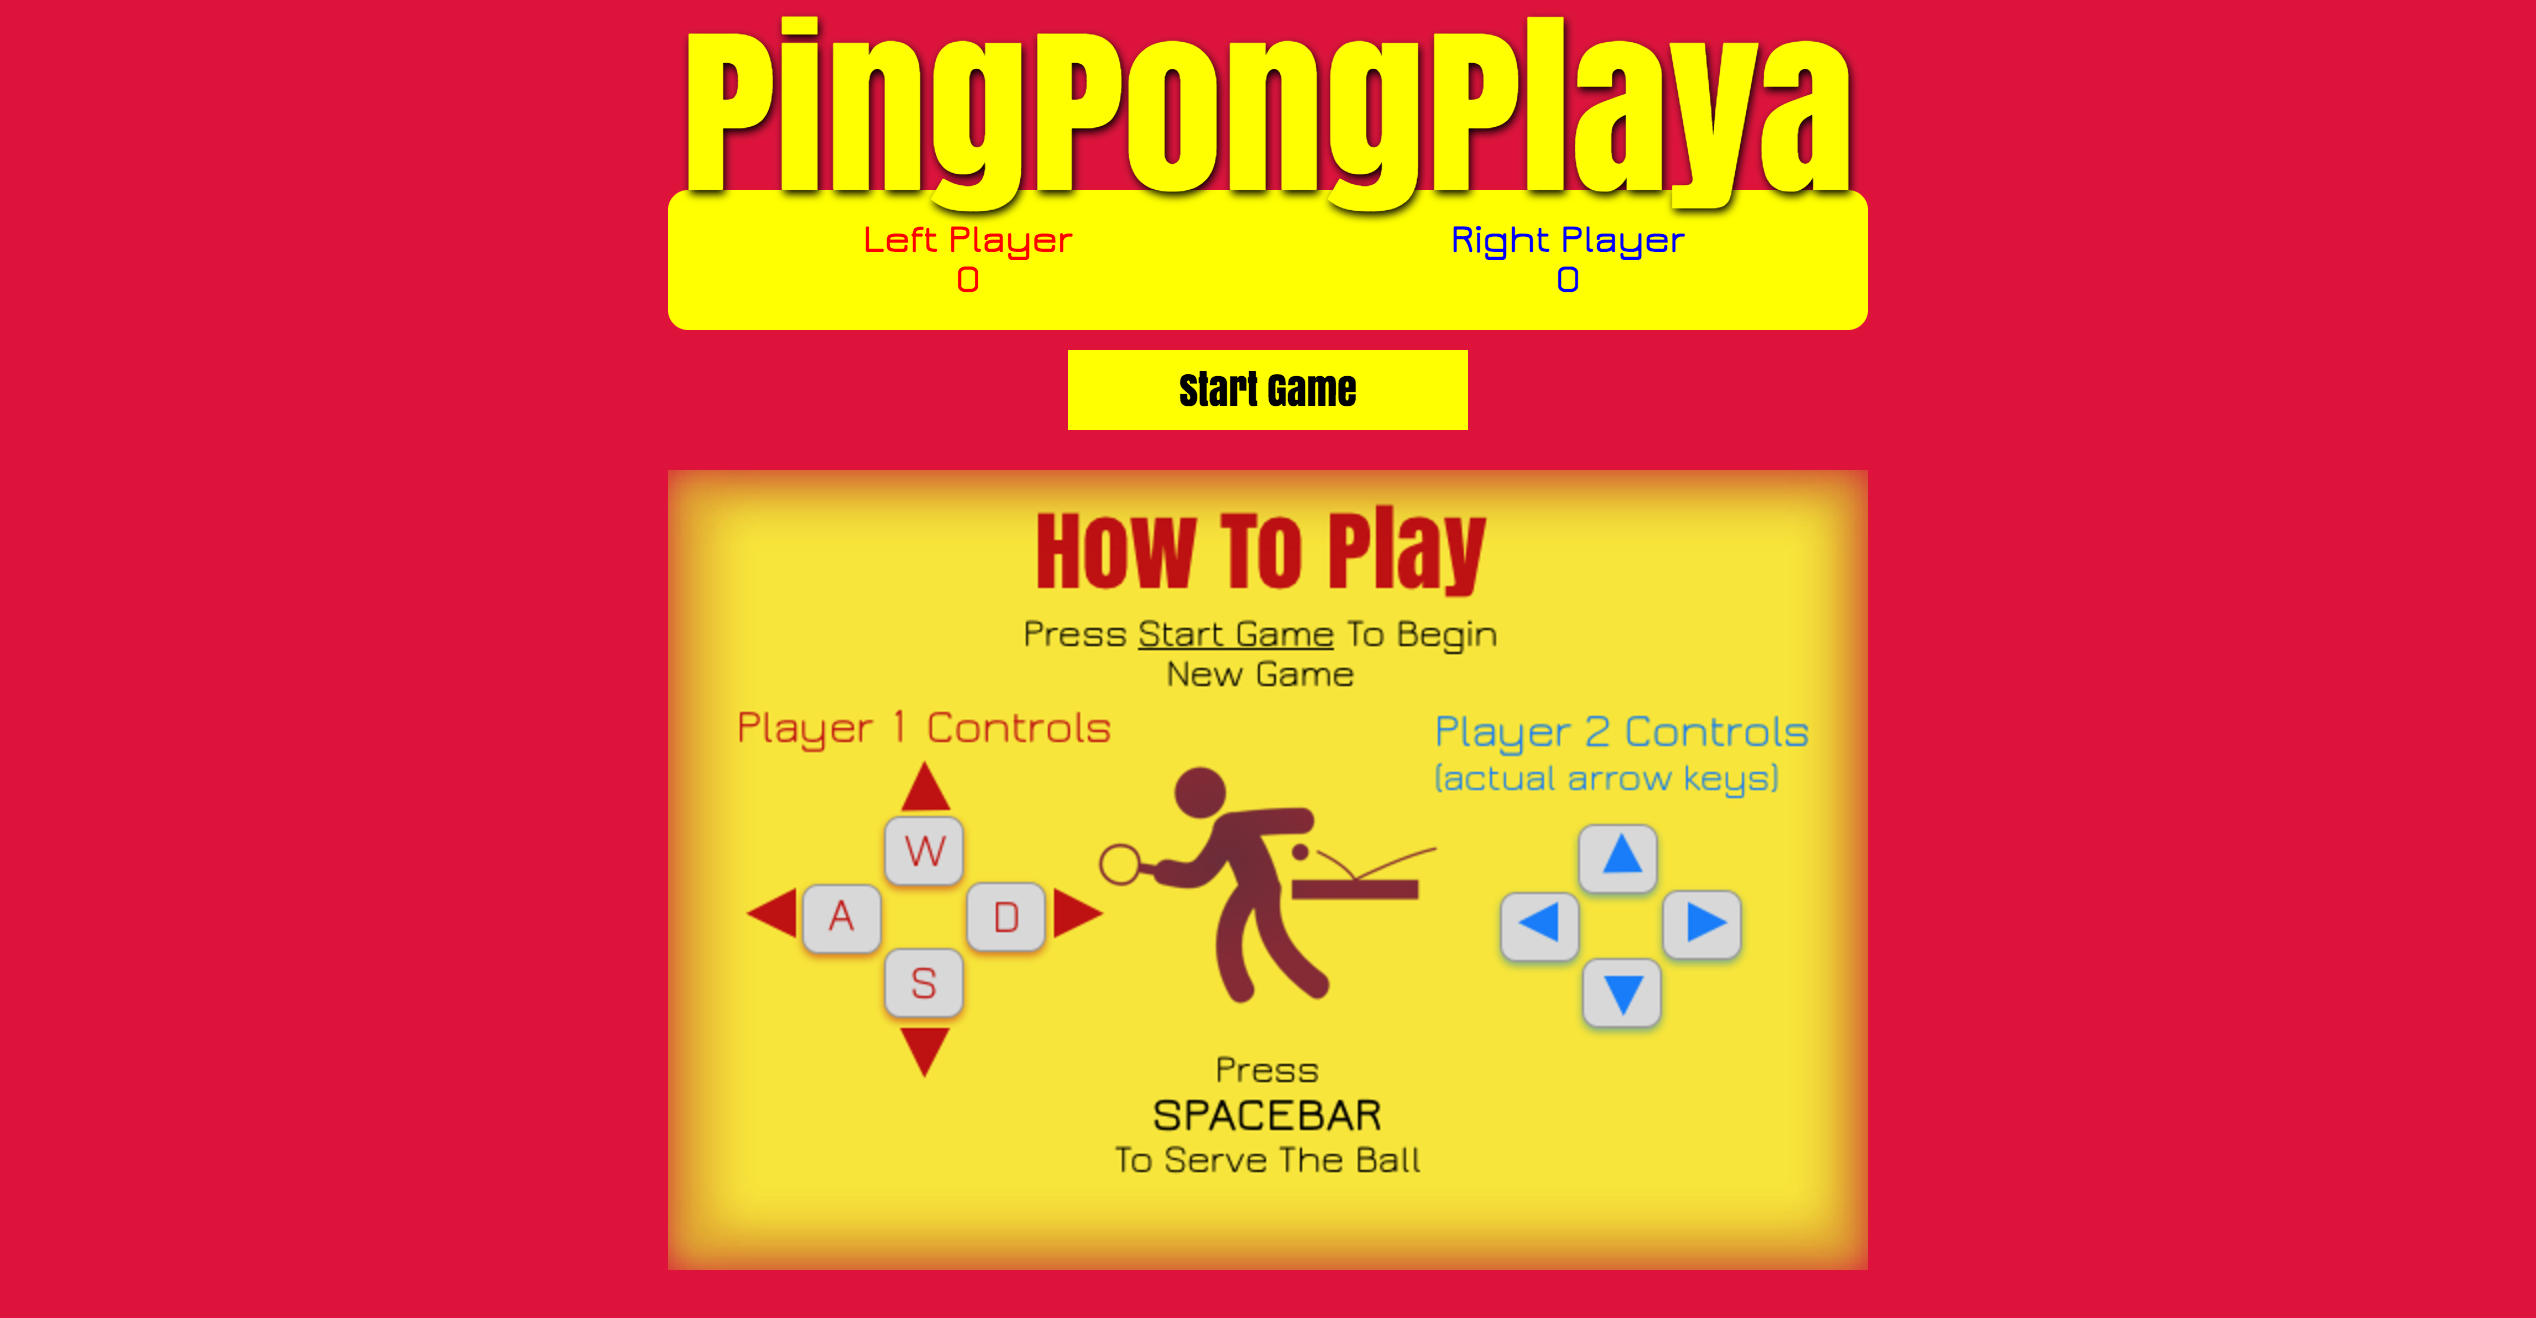 PingPongPlaya
Left Player
0
Right Player
0
Start Game
How To Play
Press Start Game To Begin
New Game
Player 1 Controls
W
A
D
S
Player 2 Controls
(actual arrow keys)
Press
SPACEBAR
To Serve The Ball